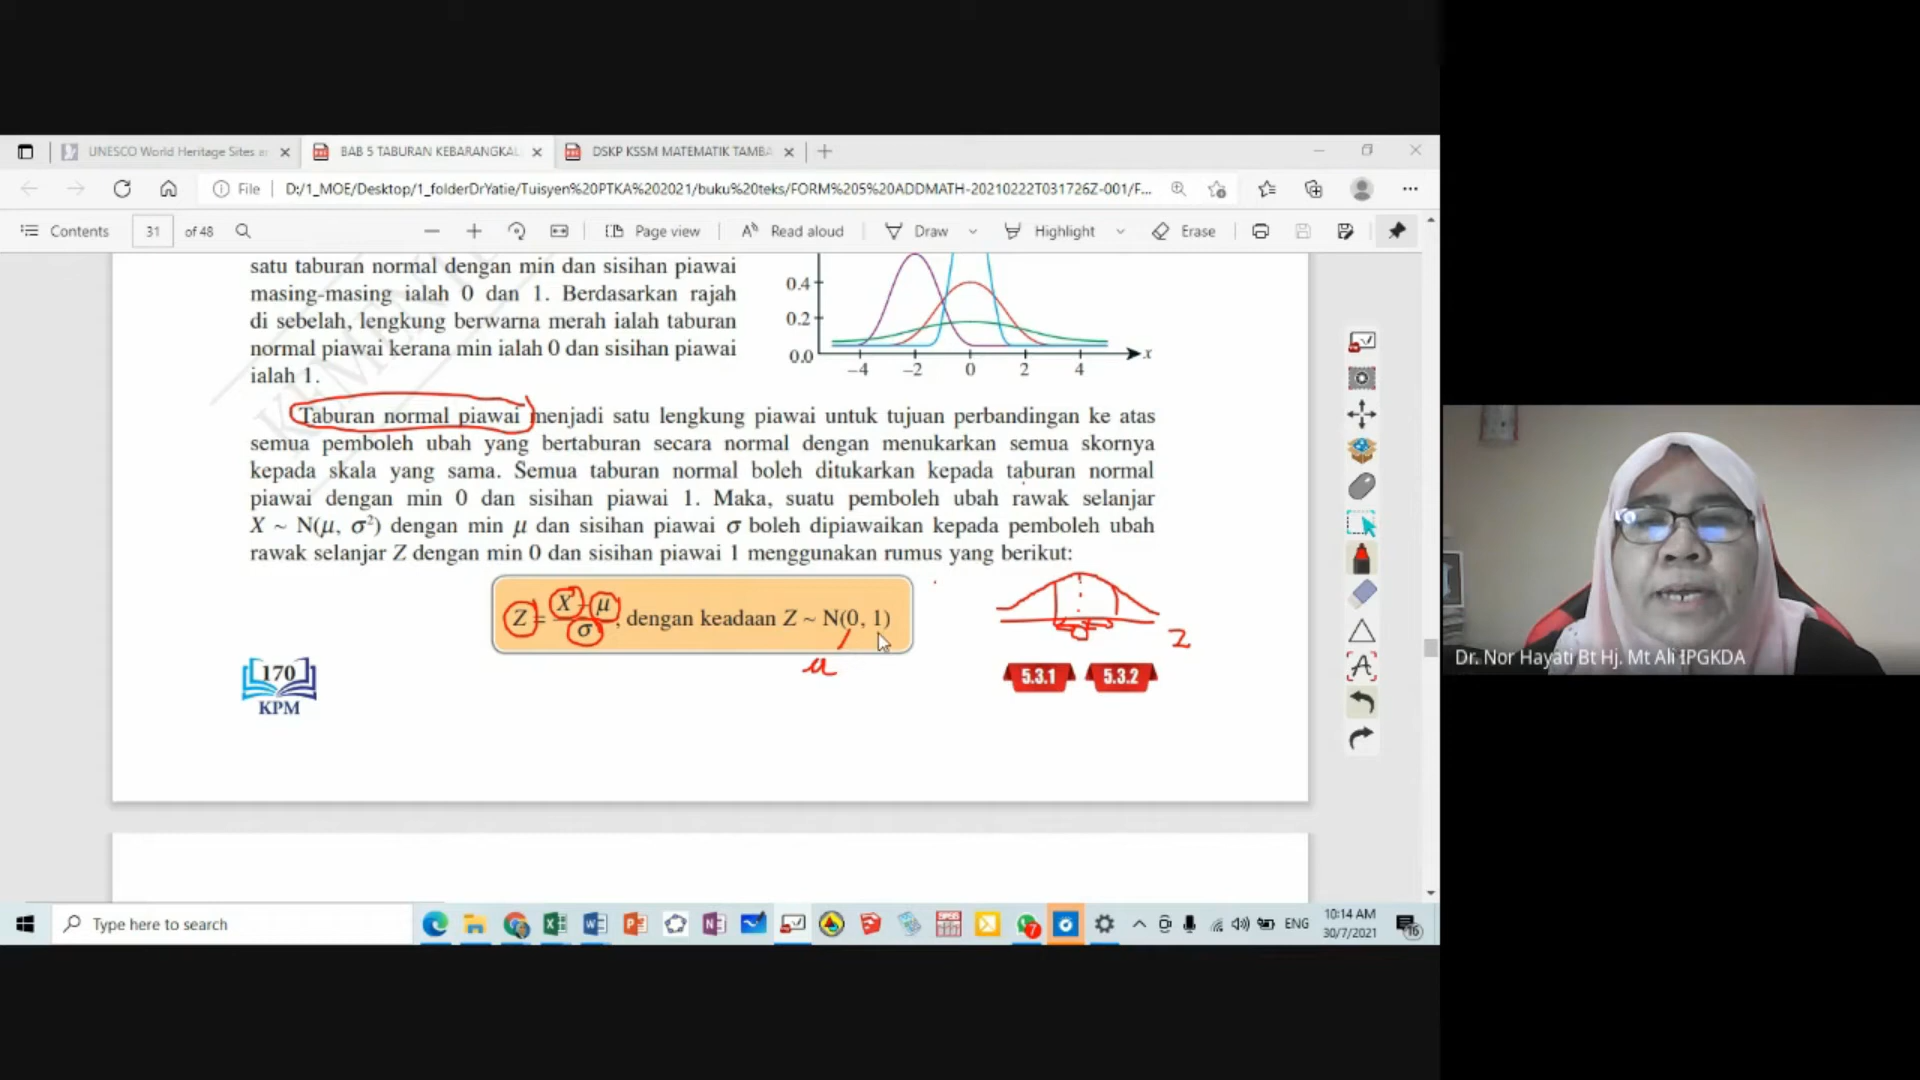 UNESCO World Heritage Sites a
BAB 5 TABURAN KEBARANGKAL
DSKP KSSM MATEMATIK TAMBA
File
D:/1_MOE/Desktop/1_folderDrYatie/Tuisyen%20PTKA%202021/buku%20teks/FORM%205%20ADDMATH-20210222T031726Z-001/F...
Contents 31 of 48 Page view Read aloud Draw Highlight Erase
satu taburan normal dengan min dan sisihan piawai
masing-masing ialah 0 dan 1. Berdasarkan rajah
di sebelah, lengkung berwarna merah ialah taburan
normal piawai kerana min ialah 0 dan sisihan piawai
ialah 1.
0.4
0.2
0.0
–4 –2 0 2 4
x
Taburan normal piawai menjadi satu lengkung piawai untuk tujuan perbandingan ke atas
semua pemboleh ubah yang bertaburan secara normal dengan menukarkan semua skornya
kepada skala yang sama. Semua taburan normal boleh ditukarkan kepada taburan normal
piawai dengan min 0 dan sisihan piawai 1. Maka, suatu pemboleh ubah rawak selanjar
X ~ N(μ, σ²) dengan min μ dan sisihan piawai σ boleh dipiawaikan kepada pemboleh ubah
rawak selanjar Z dengan min 0 dan sisihan piawai 1 menggunakan rumus yang berikut:
Z = X – μ / σ, dengan keadaan Z ~ N(0, 1)
μ
Z
170
KPM
5.3.1 5.3.2
Dr. Nor Hayati Bt Hj. Mt Ali IPGKDA
Type here to search
7
ENG
10:14 AM
30/7/2021
16